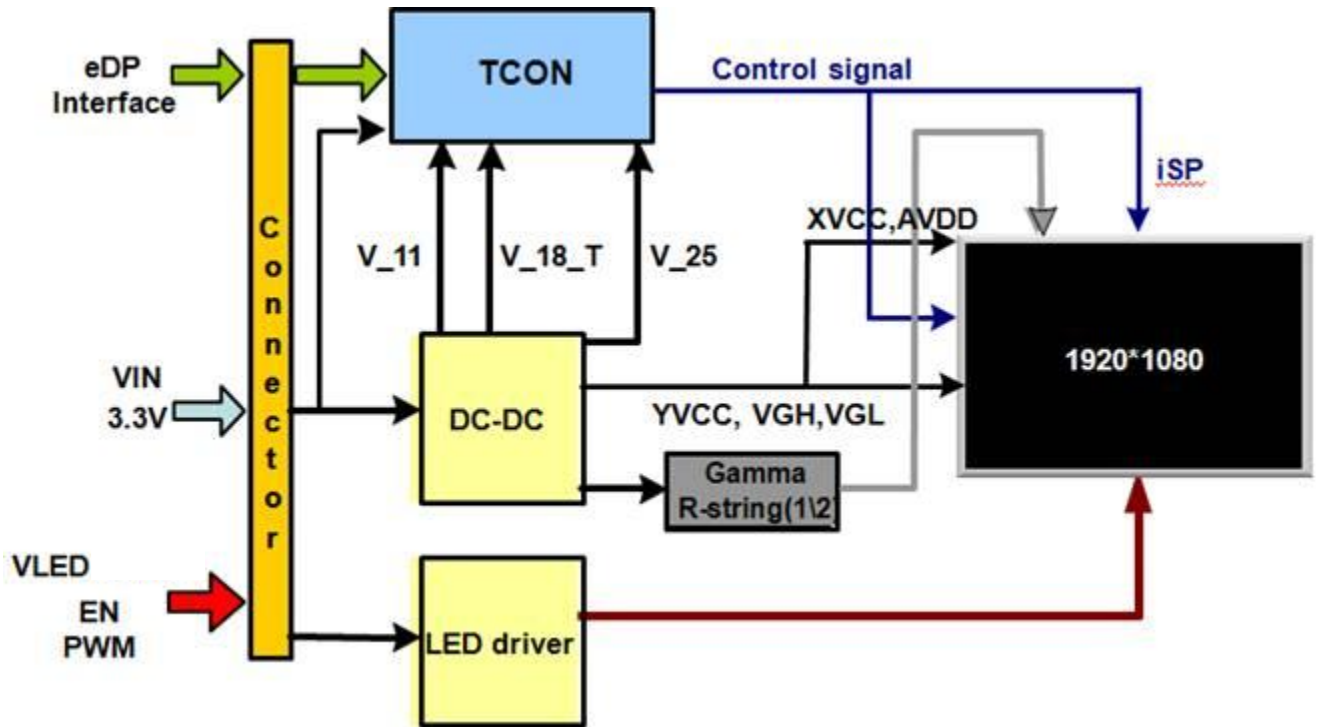 eDP
Interface
TCON
Control signal
iSP
Connector
XVCC,AVDD
V_11
V_18_T
V_25
1920*1080
VIN
3.3V
DC-DC
YVCC, VGH,VGL
Gamma
R-string(1\2)
VLED
EN
PWM
LED driver